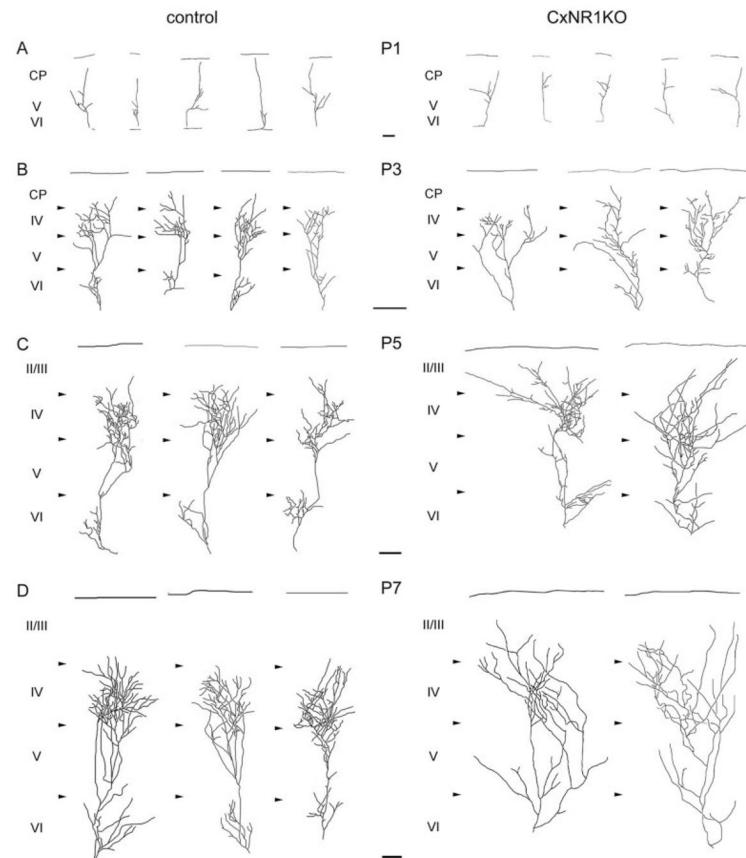 control CxNR1KO
A P1
CP CP
V V
VI VI
B P3
CP CP
IV IV
V V
VI VI
C P5
II/III II/III
IV IV
V V
VI VI
D P7
II/III II/III
IV IV
V V
VI VI